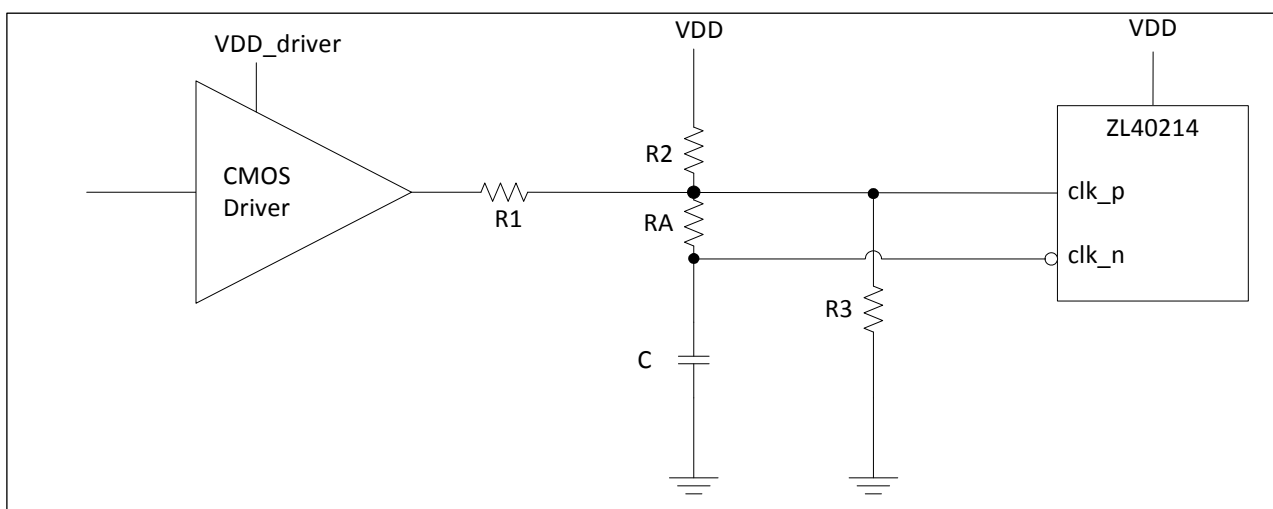 VDD_driver
VDD
VDD
ZL40214
R2
CMOS
Driver
clk_p
R1
RA
clk_n
R3
C